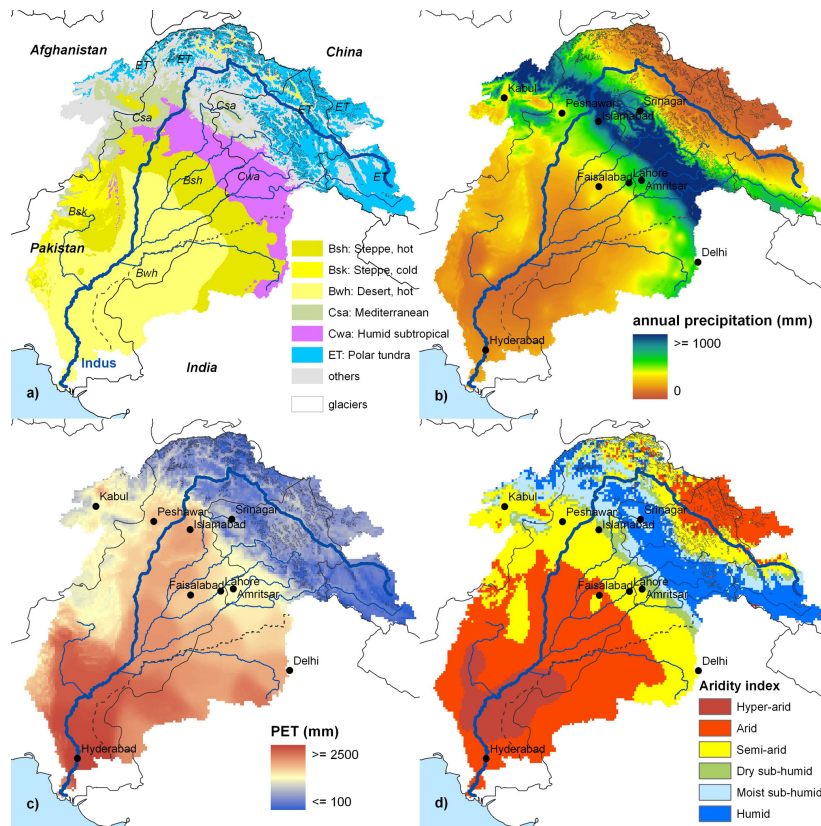 Afghanistan
China
ET
ET
Csa
Csa
ET
ET
ET
Bsh
Cwa
Bsk
Pakistan
Bwh
Indus
India
a)
Bsh: Steppe, hot
Bsk: Steppe, cold
Bwh: Desert, hot
Csa: Mediterranean
Cwa: Humid subtropical
ET: Polar tundra
others
glaciers
Kabul
Peshawar
Islamabad
Srinagar
Faisalabad
Lahore
Amritsar
Delhi
Hyderabad
annual precipitation (mm)
>= 1000
0
b)
Kabul
Peshawar
Islamabad
Srinagar
Faisalabad
Lahore
Amritsar
Delhi
Hyderabad
PET (mm)
>= 2500
<= 100
c)
Kabul
Peshawar
Islamabad
Srinagar
Faisalabad
Lahore
Amritsar
Delhi
Hyderabad
Aridity index
Hyper-arid
Arid
Semi-arid
Dry sub-humid
Moist sub-humid
Humid
d)